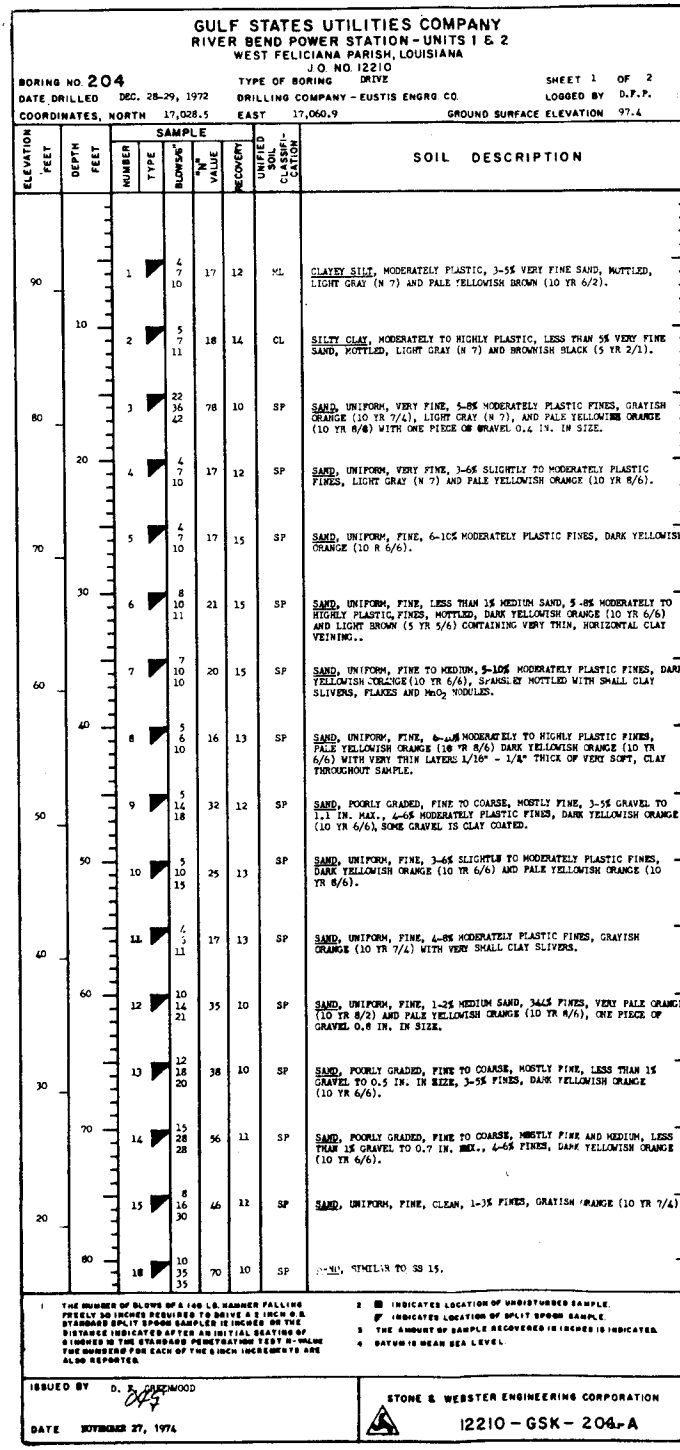 GULF STATES UTILITIES COMPANY
RIVER BEND POWER STATION - UNITS 1 & 2
WEST FELICIANA PARISH, LOUISIANA
J.O. NO. 12210
BORING NO. 204 TYPE OF BORING DRIVE SHEET 1 OF 2
DATE DRILLED DEC. 28-29, 1972 DRILLING COMPANY - EUSTIS ENGRG CO. LOGGED BY D.F.P.
COORDINATES, NORTH 17,028.5 EAST 17,060.9 GROUND SURFACE ELEVATION 97.4
ELEVATION FEET
DEPTH FEET
SAMPLE
NUMBER
TYPE
BLOWS/6"
"N" VALUE
RECOVERY
UNIFIED SOIL CLASSIFI-CATION
SOIL DESCRIPTION
90
1 4 7 10 17 12 ML CLAYEY SILT, MODERATELY PLASTIC, 3-5% VERY FINE SAND, MOTTLED,
LIGHT GRAY (N 7) AND PALE YELLOWISH BROWN (10 YR 6/2).
10
2 5 7 11 18 14 CL SILTY CLAY, MODERATELY TO HIGHLY PLASTIC, LESS THAN 5% VERY FINE
SAND, MOTTLED, LIGHT GRAY (N 7) AND BROWNISH BLACK (5 YR 2/1).
80
3 22 36 42 78 10 SP SAND, UNIFORM, VERY FINE, 5-8% MODERATELY PLASTIC FINES, GRAYISH
ORANGE (10 YR 7/4), LIGHT GRAY (N 7), AND PALE YELLOWISH ORANGE
(10 YR 8/6) WITH ONE PIECE OF GRAVEL 0.4 IN. IN SIZE.
20
4 4 7 10 17 12 SP SAND, UNIFORM, VERY FINE, 3-6% SLIGHTLY TO MODERATELY PLASTIC
FINES, LIGHT GRAY (N 7) AND PALE YELLOWISH ORANGE (10 YR 8/6).
70
5 4 7 10 17 15 SP SAND, UNIFORM, FINE, 6-10% MODERATELY PLASTIC FINES, DARK YELLOWISH
ORANGE (10 R 6/6).
30
6 8 10 11 21 15 SP SAND, UNIFORM, FINE, LESS THAN 1% MEDIUM SAND, 5-8% MODERATELY TO
HIGHLY PLASTIC, FINES, MOTTLED, DARK YELLOWISH ORANGE (10 YR 6/6)
AND LIGHT BROWN (5 YR 5/6) CONTAINING VERY THIN, HORIZONTAL CLAY
VEINING..
60
7 7 10 10 20 15 SP SAND, UNIFORM, FINE TO MEDIUM, 5-10% MODERATELY PLASTIC FINES, DARK
YELLOWISH ORANGE (10 YR 6/6), SPARSLEY MOTTLED WITH SMALL CLAY
SLIVERS, FLAKES AND MnO2 NODULES.
40
8 5 6 10 16 13 SP SAND, UNIFORM, FINE, MODERATELY TO HIGHLY PLASTIC FINES,
PALE YELLOWISH ORANGE (10 YR 8/6) DARK YELLOWISH ORANGE (10 YR
6/6) WITH VERY THIN LAYERS 1/16" - 1/4" THICK OF VERY SOFT, CLAY
THROUGHOUT SAMPLE.
50
9 5 14 18 32 12 SP SAND, POORLY GRADED, FINE TO COARSE, MOSTLY FINE, 3-5% GRAVEL TO
1.1 IN. MAX., 4-6% MODERATELY PLASTIC FINES, DARK YELLOWISH ORANGE
(10 YR 6/6), SOME GRAVEL IS CLAY COATED.
50
10 5 10 15 25 13 SP SAND, UNIFORM, FINE, 3-6% SLIGHTLY TO MODERATELY PLASTIC FINES,
DARK YELLOWISH ORANGE (10 YR 6/6) AND PALE YELLOWISH ORANGE (10
YR 8/6).
40
11 4 11 17 13 SP SAND, UNIFORM, FINE, 4-8% MODERATELY PLASTIC FINES, GRAYISH
ORANGE (10 YR 7/4) WITH VERY SMALL CLAY SLIVERS.
60
12 10 14 21 35 10 SP SAND, UNIFORM, FINE, 1-2% MEDIUM SAND, FINES, VERY PALE ORANGE
(10 YR 8/2) AND PALE YELLOWISH ORANGE (10 YR 8/6), ONE PIECE OF
GRAVEL 0.8 IN. IN SIZE.
30
13 12 18 20 38 10 SP SAND, POORLY GRADED, FINE TO COARSE, MOSTLY FINE, LESS THAN 1%
GRAVEL TO 0.5 IN. IN SIZE, 3-5% FINES, DARK YELLOWISH ORANGE
(10 YR 6/6).
70
14 15 28 28 56 11 SP SAND, POORLY GRADED, FINE TO COARSE, MOSTLY FINE AND MEDIUM, LESS
THAN 1% GRAVEL TO 0.7 IN. MAX., 4-6% FINES, DARK YELLOWISH ORANGE
(10 YR 6/6).
20
15 8 16 30 46 12 SP SAND, UNIFORM, FINE, CLEAN, 1-3% FINES, GRAYISH ORANGE (10 YR 7/4)
80
16 10 35 35 70 10 SP SAND, SIMILAR TO SS 15.
1 THE NUMBER OF BLOWS OF A 140 LB. HAMMER FALLING
FREELY 30 INCHES REQUIRED TO DRIVE A 2 INCH O.D.
STANDARD SPLIT SPOON SAMPLER 12 INCHES OR THE
DISTANCE INDICATED AFTER AN INITIAL SEATING OF
6 INCHES IS THE STANDARD PENETRATION TEST N-VALUE
THE NUMBERS FOR EACH OF THE 6 INCH INCREMENTS ARE
ALSO REPORTED.
2 INDICATES LOCATION OF UNDISTURBED SAMPLE.
INDICATES LOCATION OF SPLIT SPOON SAMPLE.
3 THE AMOUNT OF SAMPLE RECOVERED IN INCHES IS INDICATED.
4 DATUM IS MEAN SEA LEVEL.
ISSUED BY D. E. GREENWOOD
DATE NOVEMBER 27, 1974
STONE & WEBSTER ENGINEERING CORPORATION
12210 - GSK - 204-A